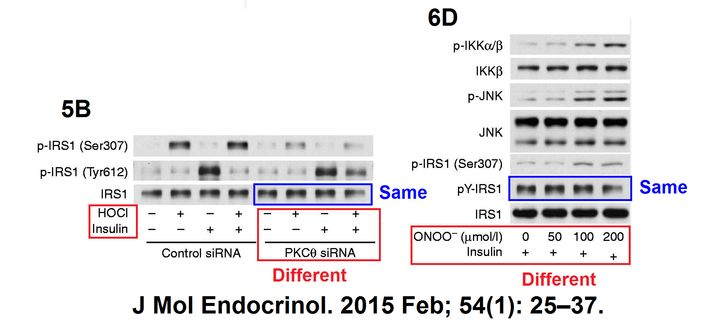 5B
p-IRS1 (Ser307)
p-IRS1 (Tyr612)
IRS1
Same
HOCl − + − + − + − +
Insulin − − + + − − + +
Control siRNA PKCθ siRNA
Different
6D
p-IKKα/β
IKKβ
p-JNK
JNK
p-IRS1 (Ser307)
pY-IRS1
Same
IRS1
ONOO⁻ (μmol/l) 0 50 100 200
Insulin + + + +
Different
J Mol Endocrinol. 2015 Feb; 54(1): 25–37.